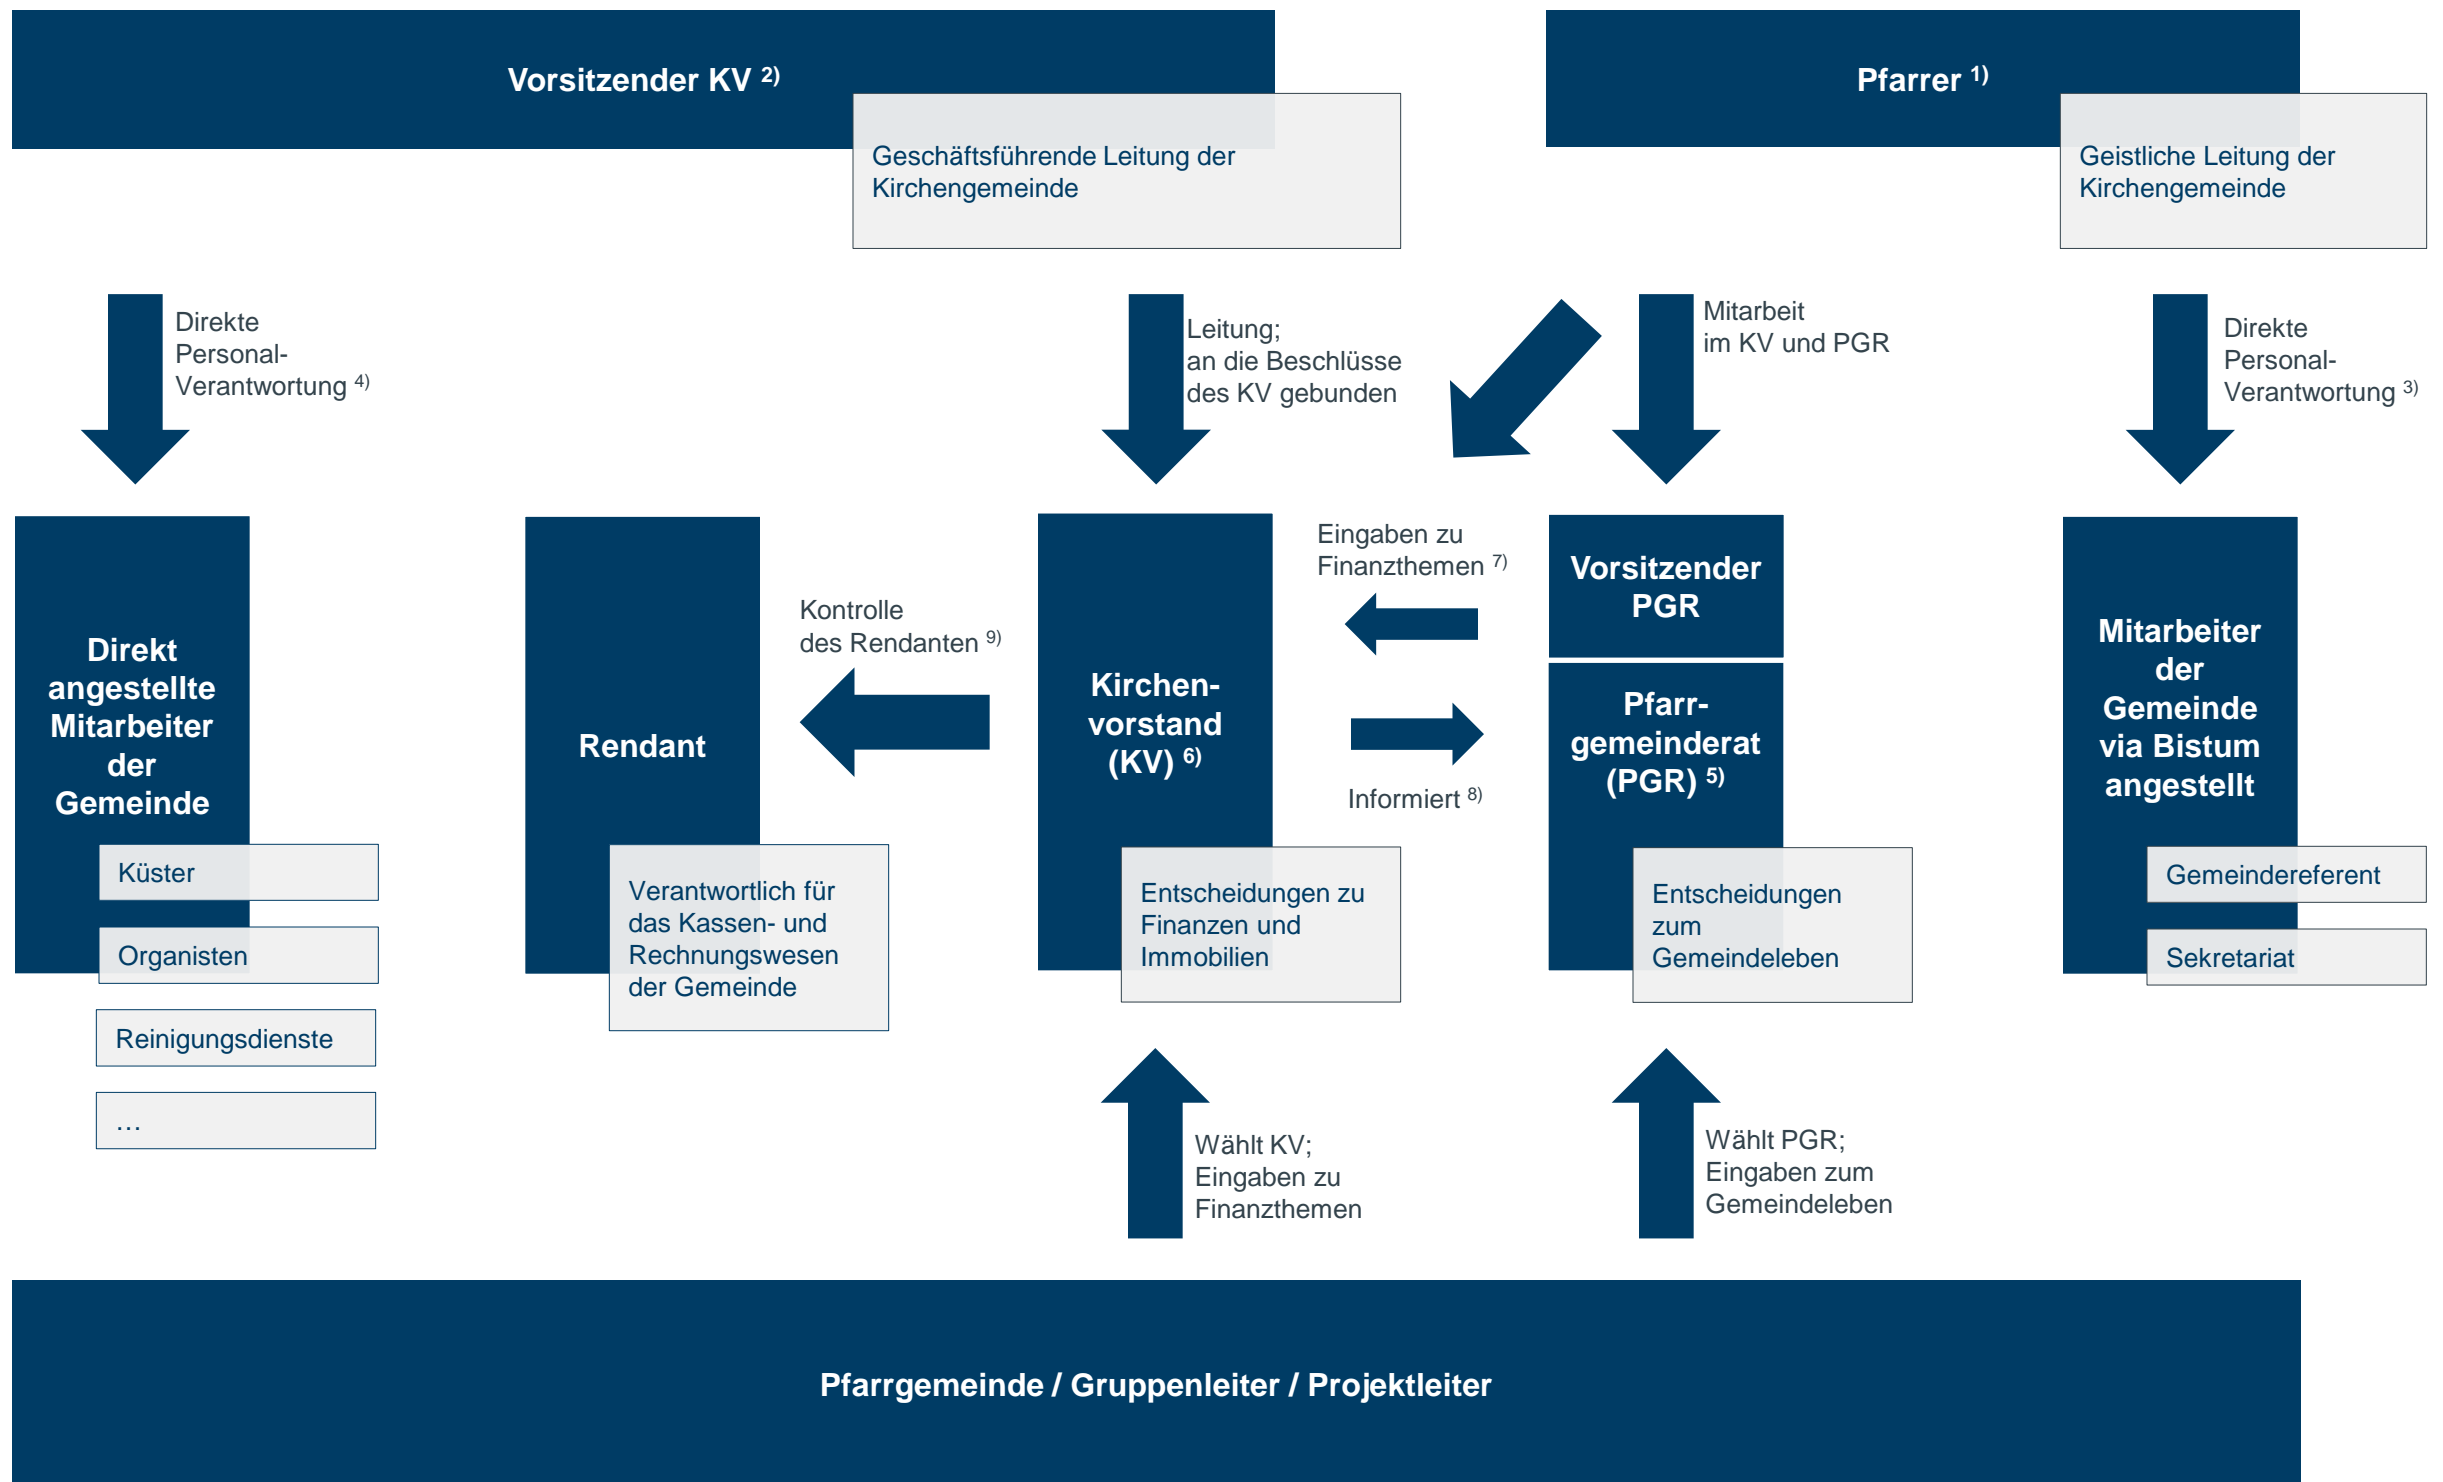 Vorsitzender KV 2)
Geschäftsführende Leitung der
Kirchengemeinde
Pfarrer 1)
Geistliche Leitung der
Kirchengemeinde
Direkte
Personal-
Verantwortung 4)
Leitung;
an die Beschlüsse
des KV gebunden
Mitarbeit
im KV und PGR
Direkte
Personal-
Verantwortung 3)
Direkt
angestellte
Mitarbeiter
der
Gemeinde
Küster
Organisten
Reinigungsdienste
…
Rendant
Verantwortlich für
das Kassen- und
Rechnungswesen
der Gemeinde
Kontrolle
des Rendanten 9)
Kirchen-
vorstand
(KV) 6)
Entscheidungen zu
Finanzen und
Immobilien
Eingaben zu
Finanzthemen 7)
Informiert 8)
Vorsitzender
PGR
Pfarr-
gemeinderat
(PGR) 5)
Entscheidungen
zum
Gemeindeleben
Mitarbeiter
der
Gemeinde
via Bistum
angestellt
Gemeindereferent
Sekretariat
Wählt KV;
Eingaben zu
Finanzthemen
Wählt PGR;
Eingaben zum
Gemeindeleben
Pfarrgemeinde / Gruppenleiter / Projektleiter